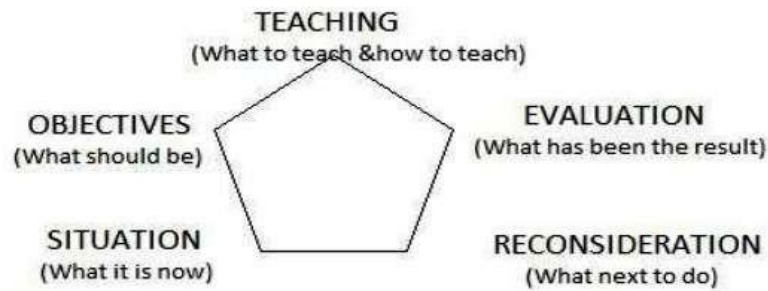 TEACHING
(What to teach &how to teach)
OBJECTIVES
(What should be)
EVALUATION
(What has been the result)
SITUATION
(What it is now)
RECONSIDERATION
(What next to do)